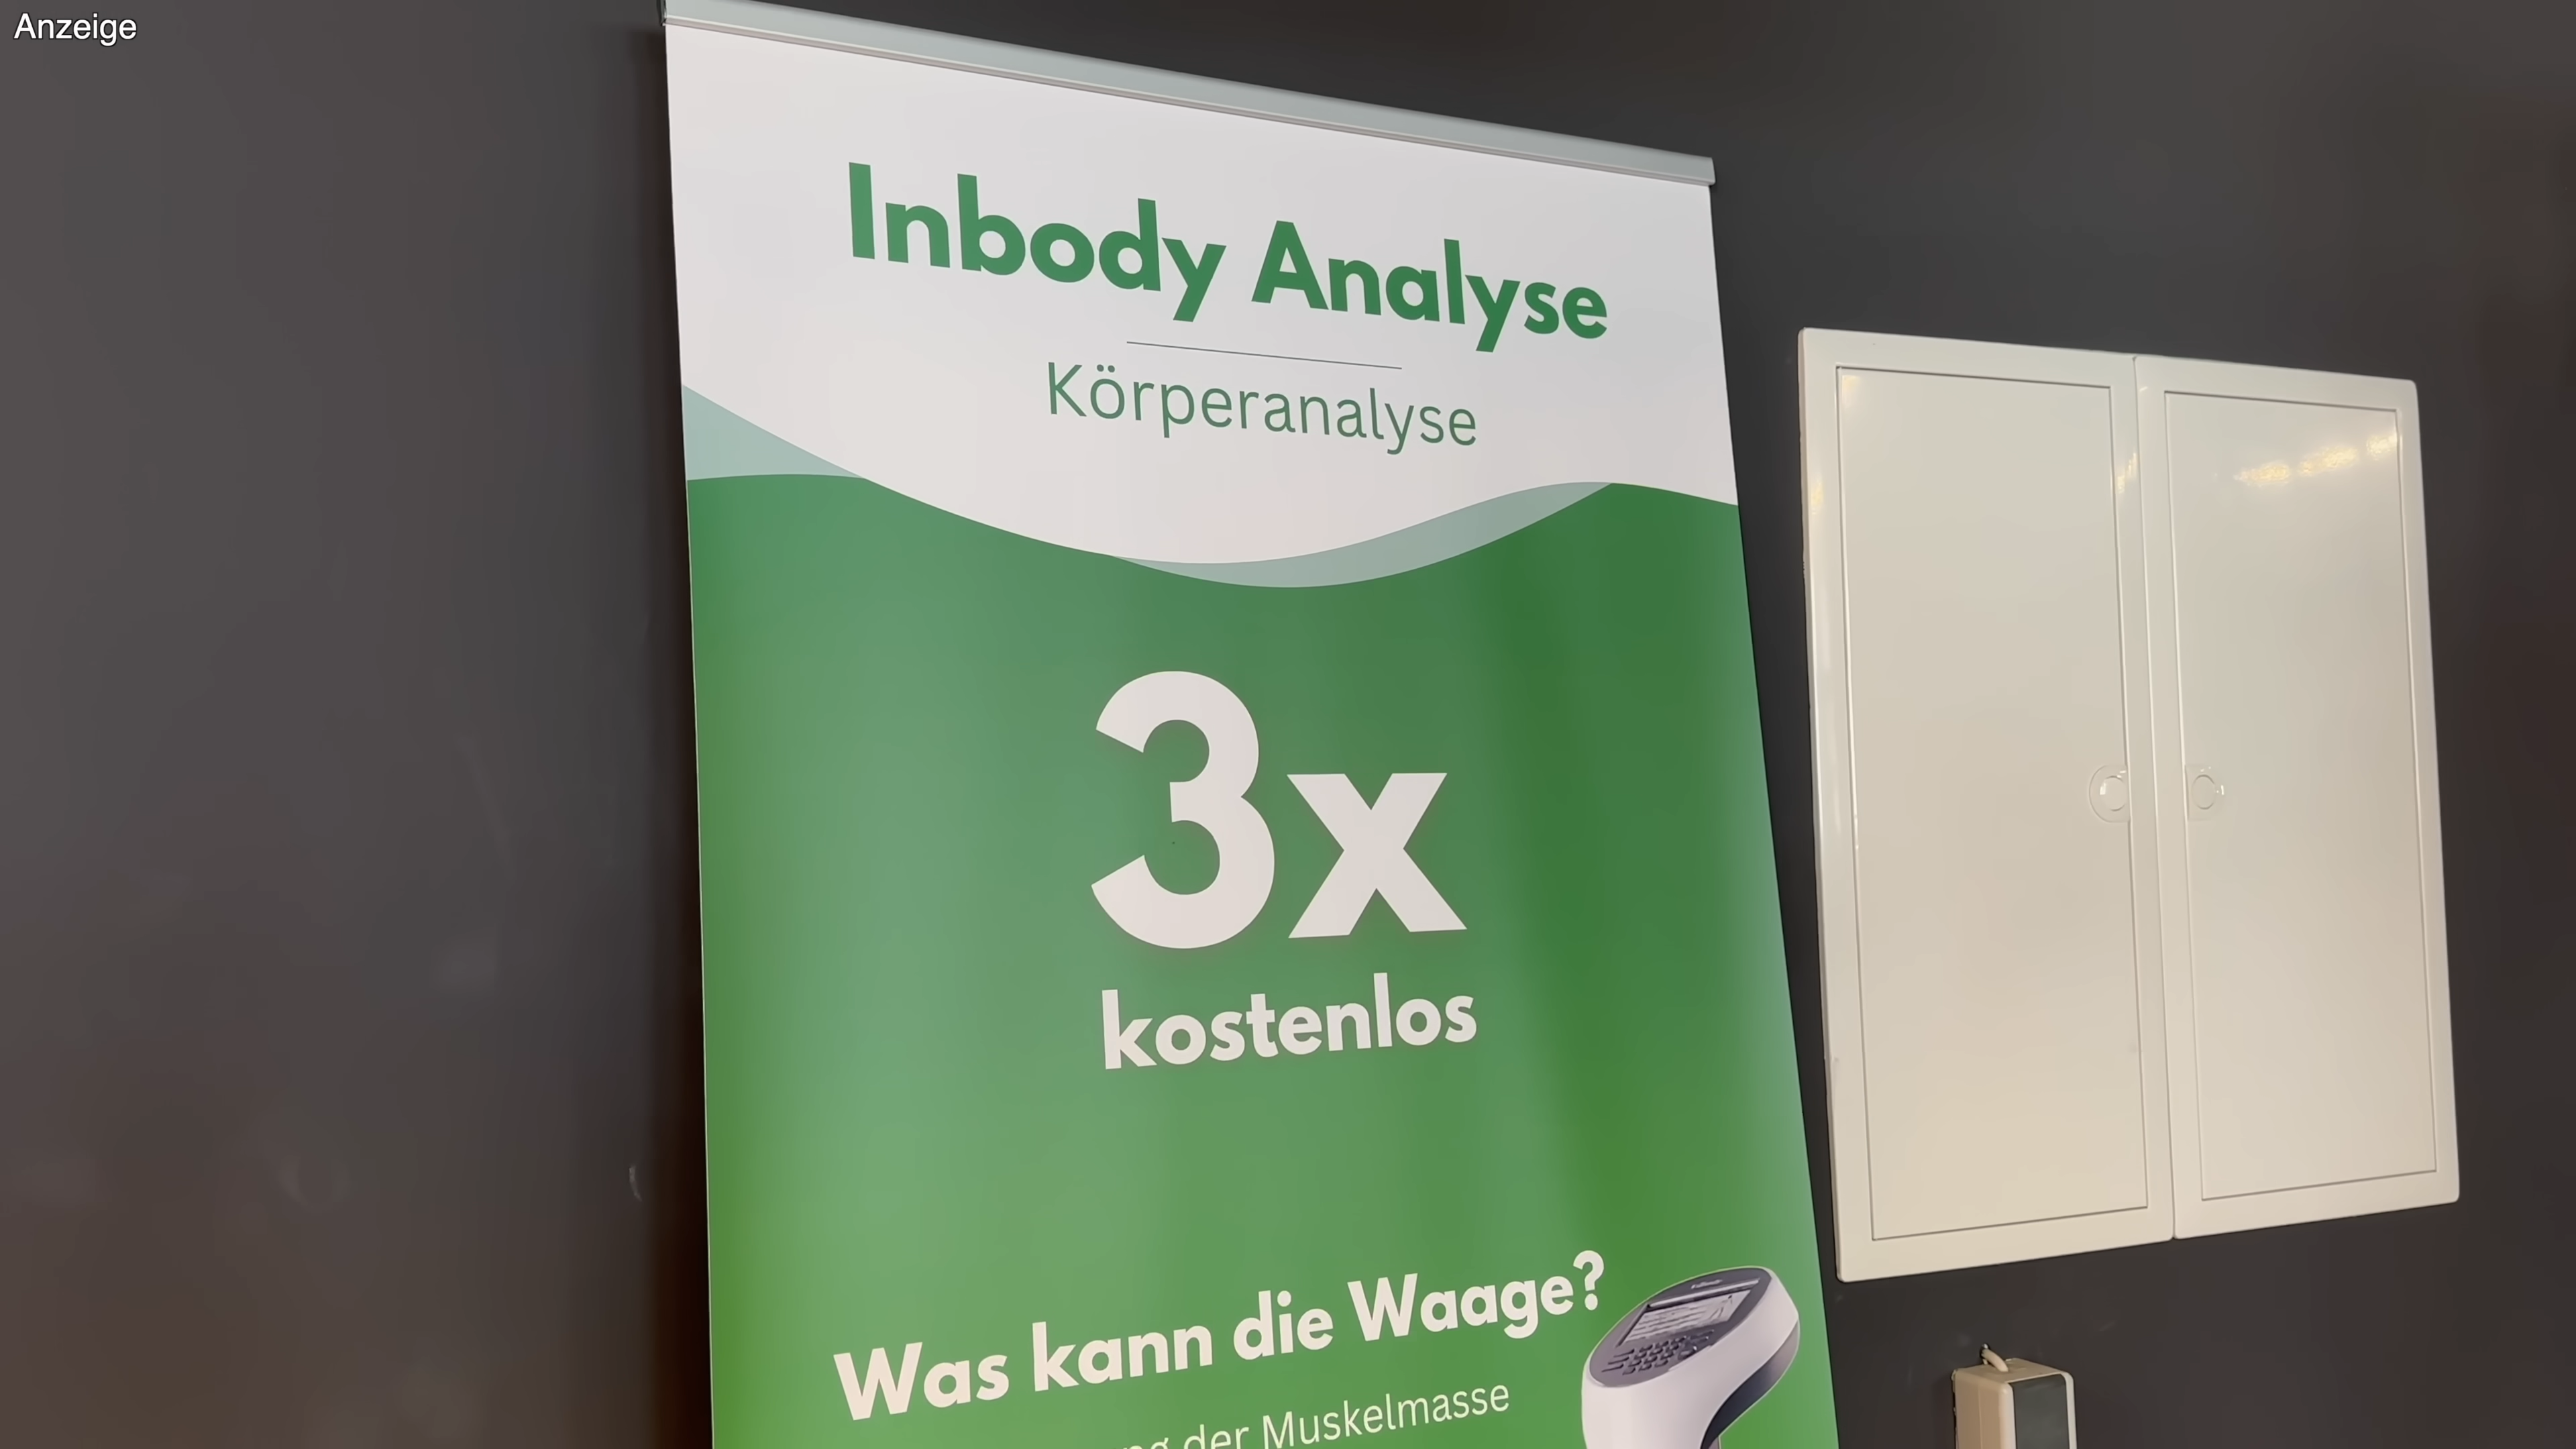 Anzeige
Inbody Analyse
Körperanalyse
3x
kostenlos
Was kann die Waage?
der Muskelmasse